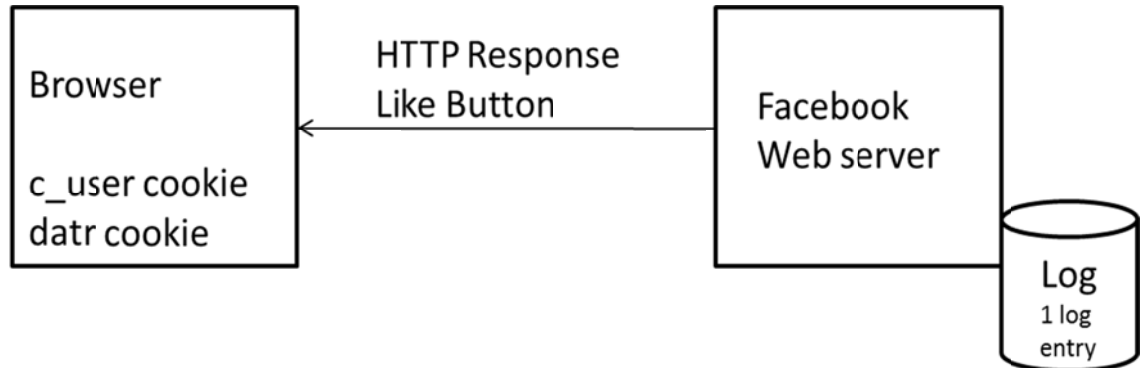 Browser
c_user cookie
datr cookie
HTTP Response
Like Button
Facebook
Web server
Log
1 log
entry